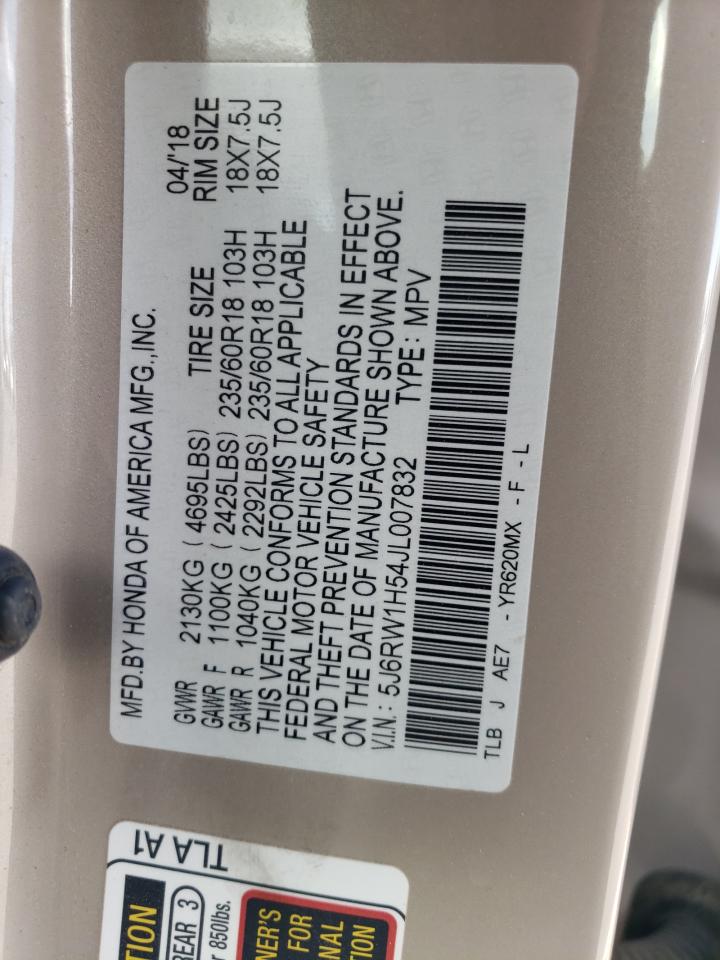 MFD.BY HONDA OF AMERICA MFG.,INC.
04/'18
GVWR 2130KG ( 4695LBS) TIRE SIZE RIM SIZE
GAWR F 1100KG ( 2425LBS) 235/60R18 103H 18X7.5J
GAWR R 1040KG ( 2292LBS) 235/60R18 103H 18X7.5J
THIS VEHICLE CONFORMS TO ALL APPLICABLE
FEDERAL MOTOR VEHICLE SAFETY
AND THEFT PREVENTION STANDARDS IN EFFECT
ON THE DATE OF MANUFACTURE SHOWN ABOVE.
V.I.N.: 5J6RW1H54JL007832 TYPE: MPV
TLB J AE7 - YR620MX - F - L
TLA A1
TION
REAR 3
r 850lbs.
NER'S
FOR
NAL
TION